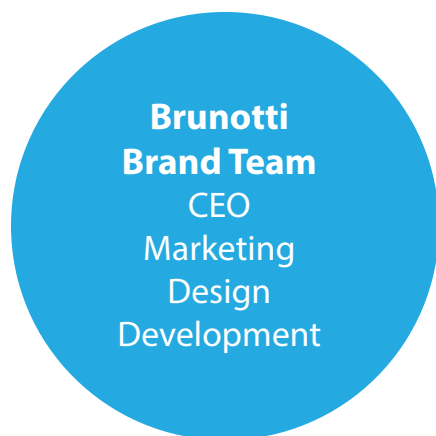 Brunotti
Brand Team
CEO
Marketing
Design
Development